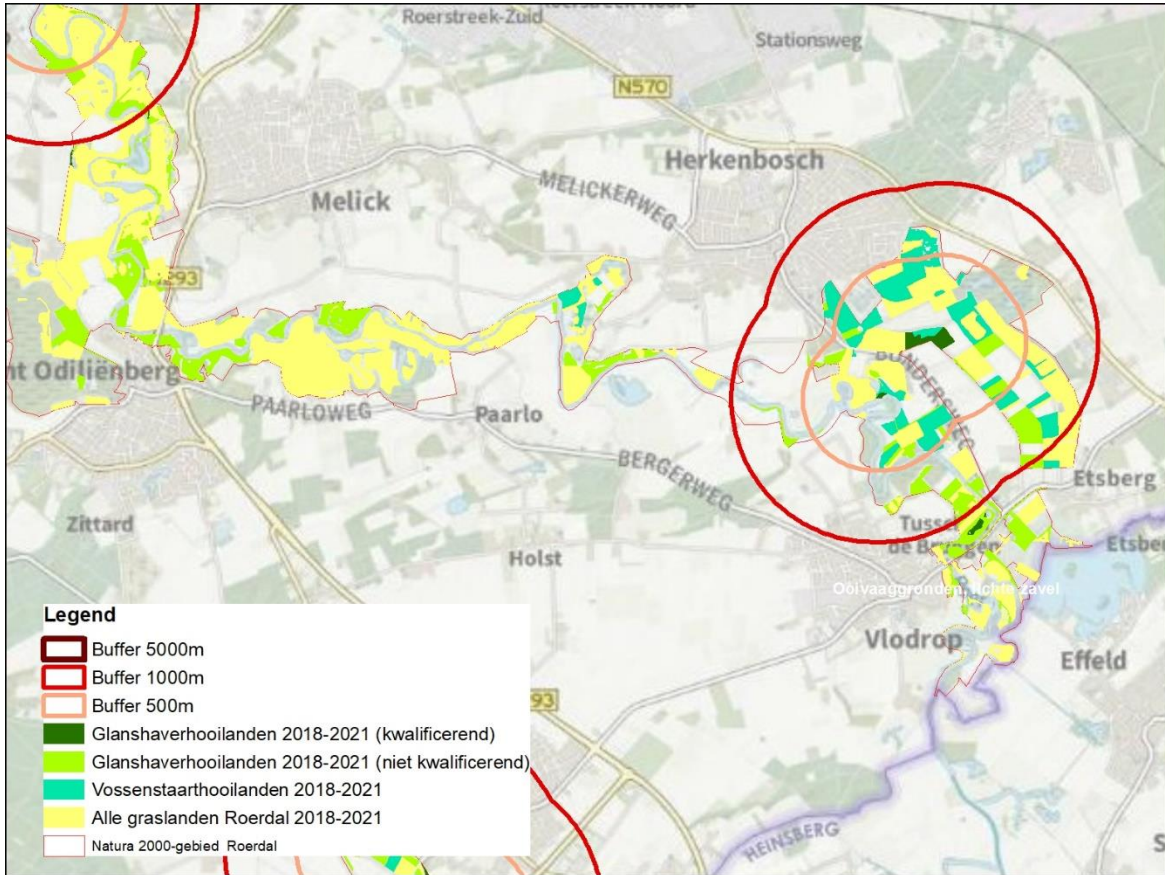 Roerstreek-Zuid
Stationsweg
N570
Herkenbosch
MELICKERWEG
Melick
293
nt Odiliënberg
PAARLOWEG
Paarlo
BERGERWEG
Etsberg
Zittard
Holst
Tussen
de Bruggen
Etsber
Ooivaaggronden, lichte zavel
Vlodrop
Effeld
93
HEINSBERG
S
Legend
Buffer 5000m
Buffer 1000m
Buffer 500m
Glanshaverhooilanden 2018-2021 (kwalificerend)
Glanshaverhooilanden 2018-2021 (niet kwalificerend)
Vossenstaarthooilanden 2018-2021
Alle graslanden Roerdal 2018-2021
Natura 2000-gebied Roerdal